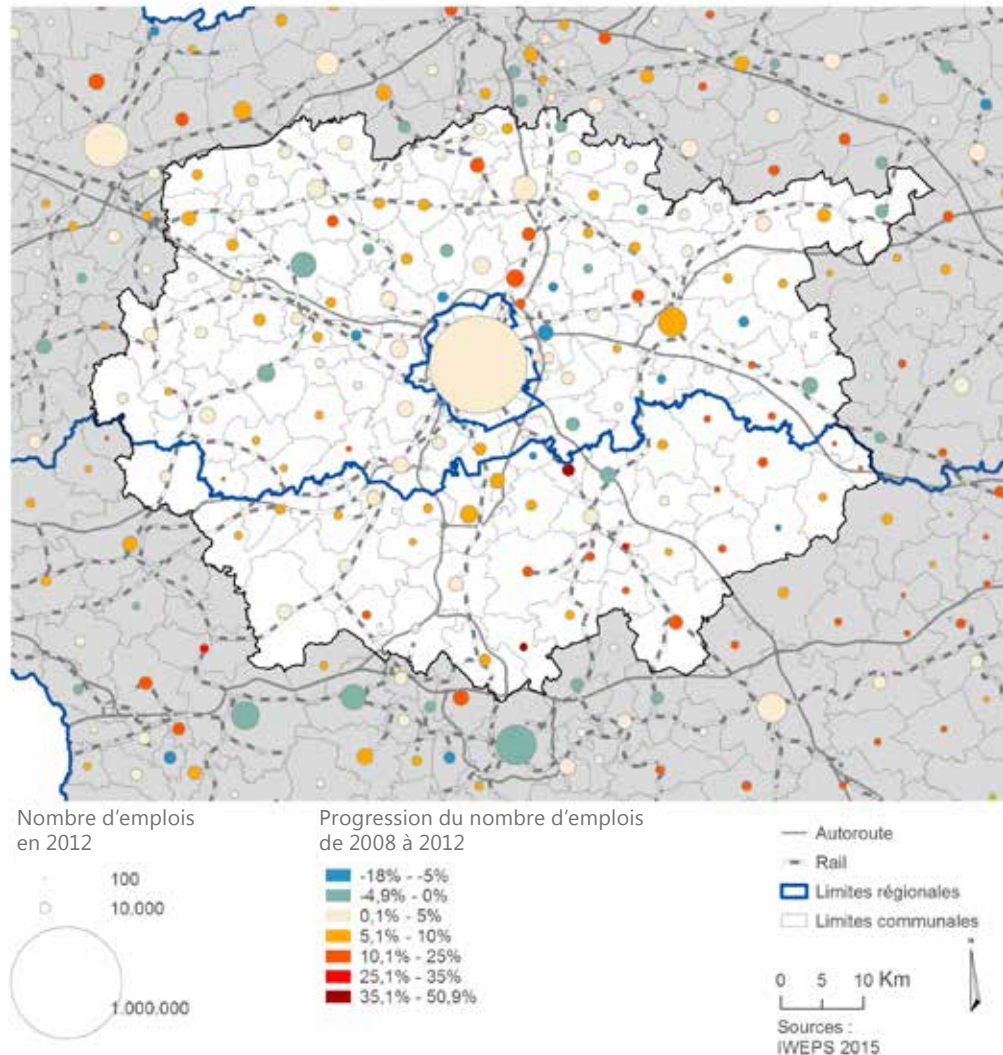 Nombre d'emplois
en 2012
100
10.000
1.000.000
Progression du nombre d'emplois
de 2008 à 2012
-18% - -5%
-4,9% - 0%
0,1% - 5%
5,1% - 10%
10,1% - 25%
25,1% - 35%
35,1% - 50,9%
Autoroute
Rail
Limites régionales
Limites communales
0 5 10 Km
Sources :
IWEPS 2015